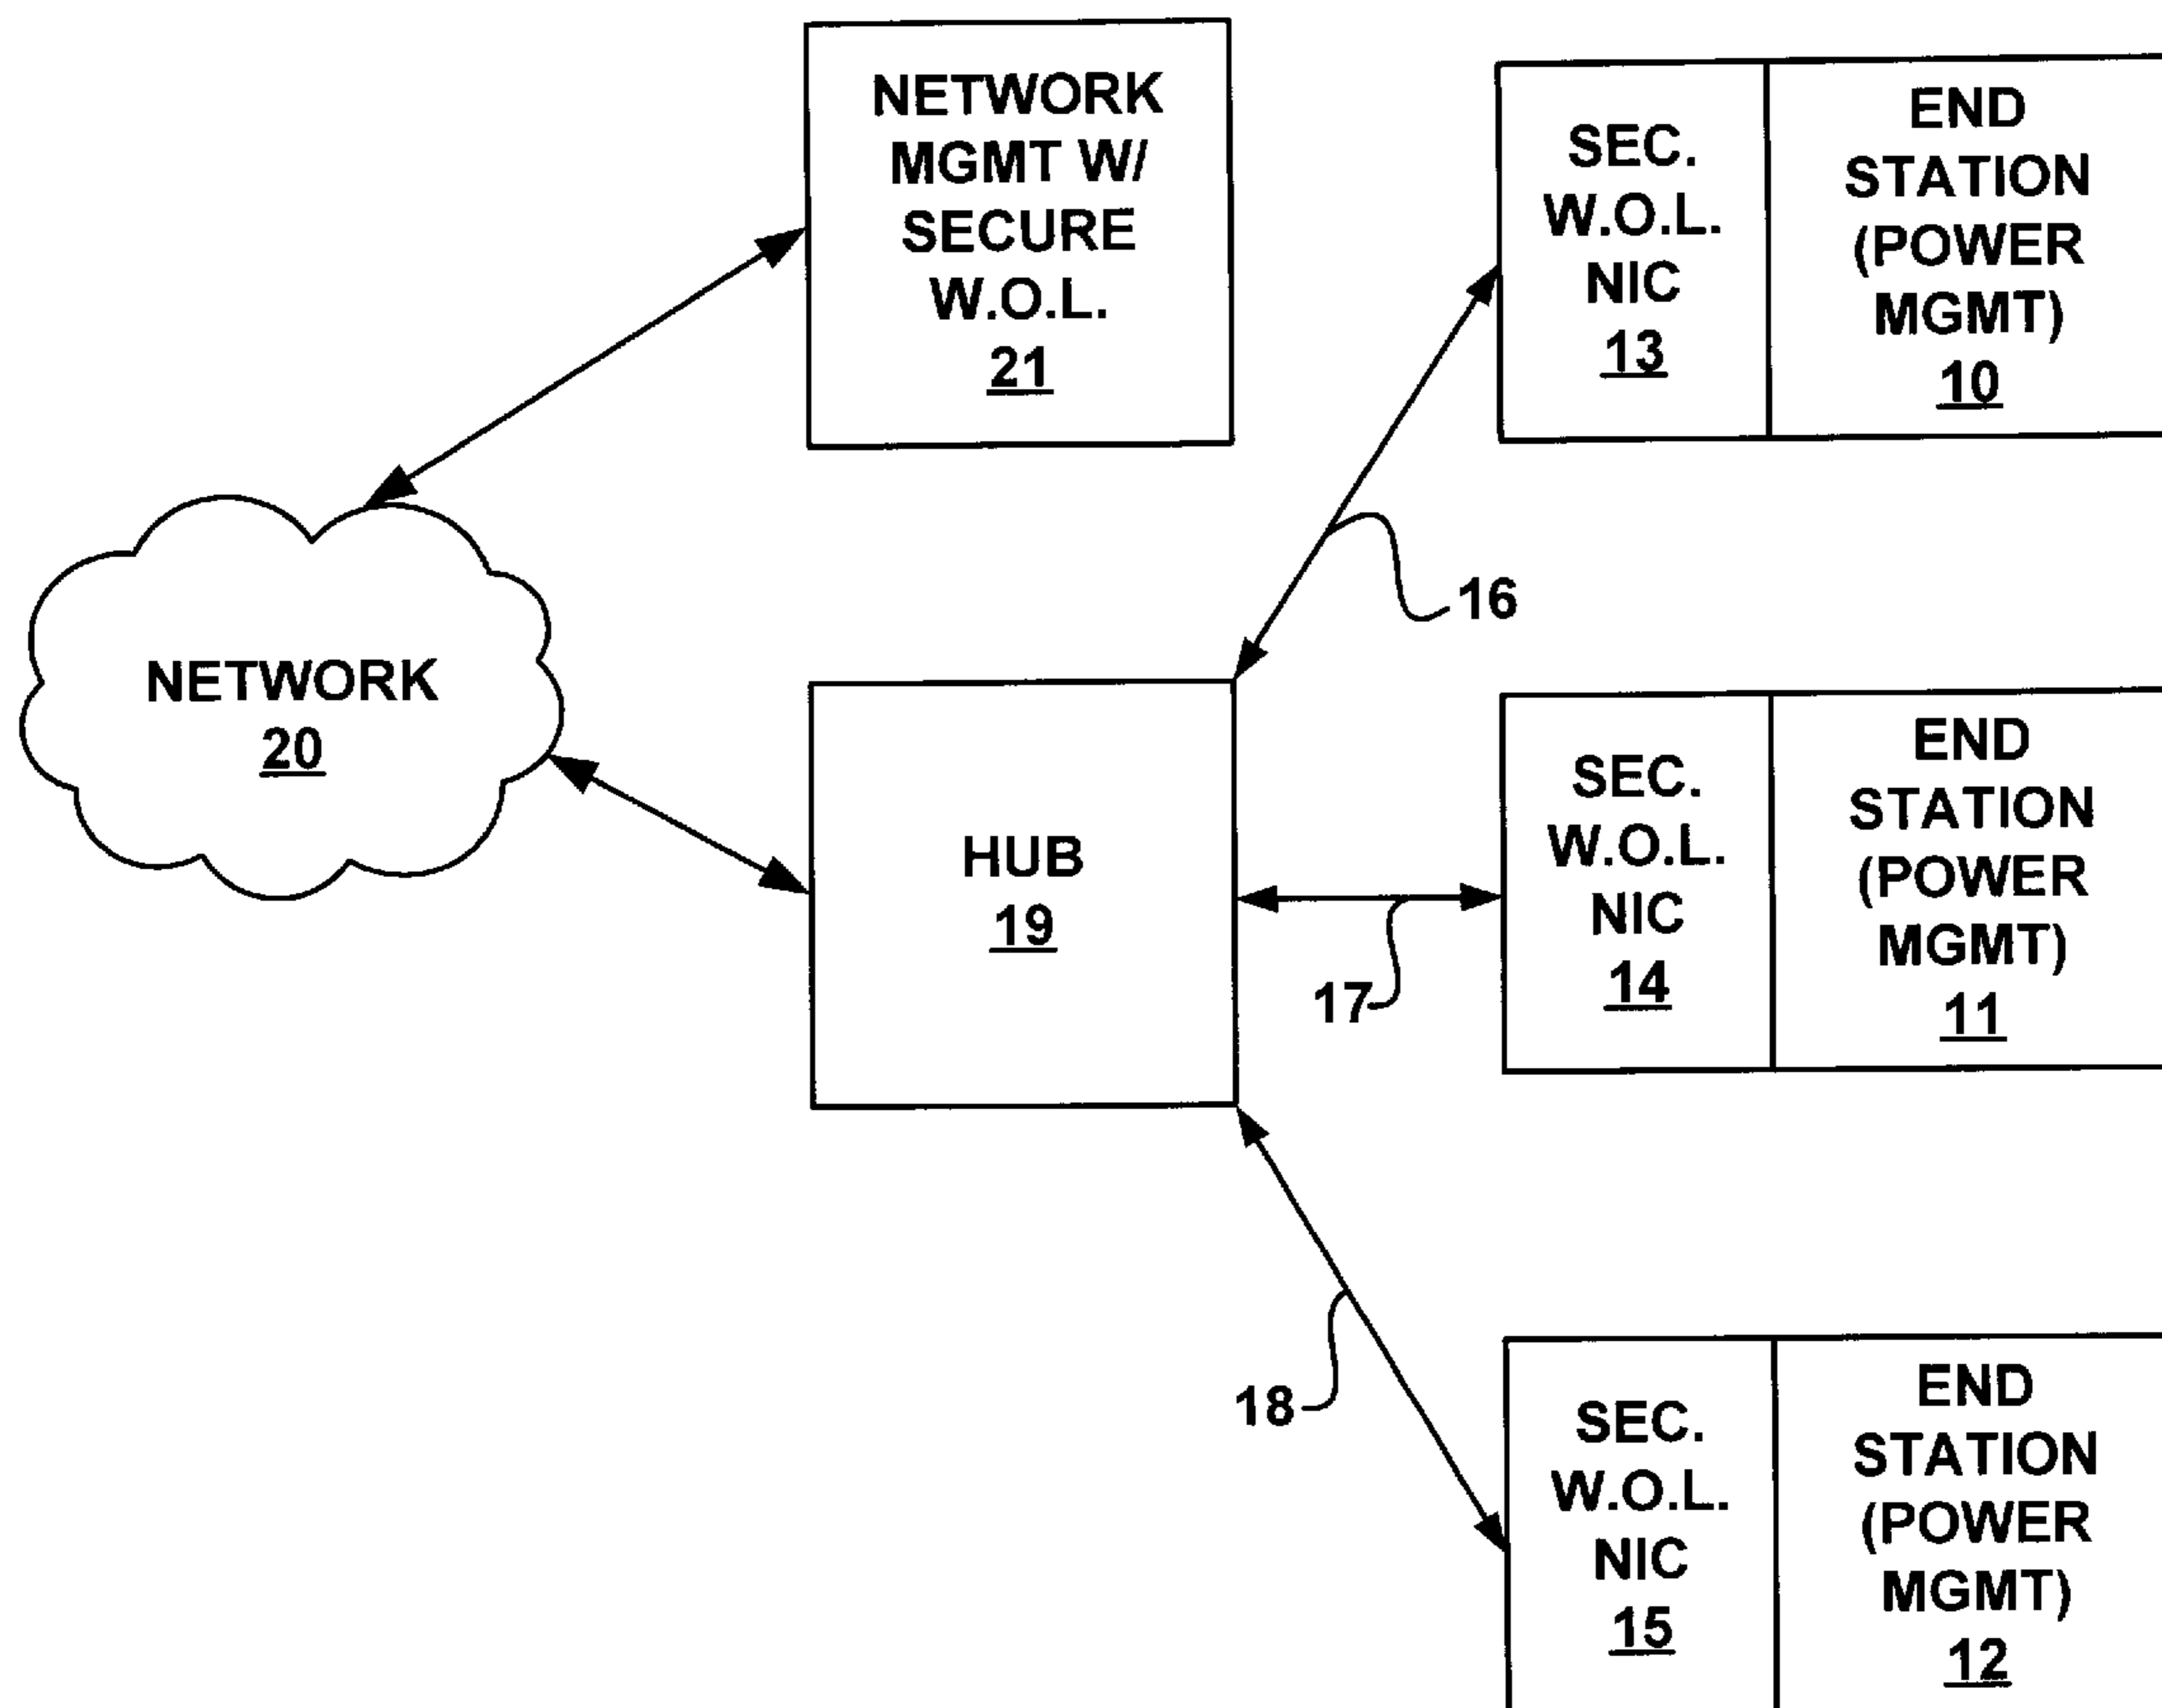 NETWORK
MGMT W/
SECURE
W.O.L.
21
SEC.
W.O.L.
NIC
13
END
STATION
(POWER
MGMT)
10
16
NETWORK
20
HUB
19
17
SEC.
W.O.L.
NIC
14
END
STATION
(POWER
MGMT)
11
18
SEC.
W.O.L.
NIC
15
END
STATION
(POWER
MGMT)
12